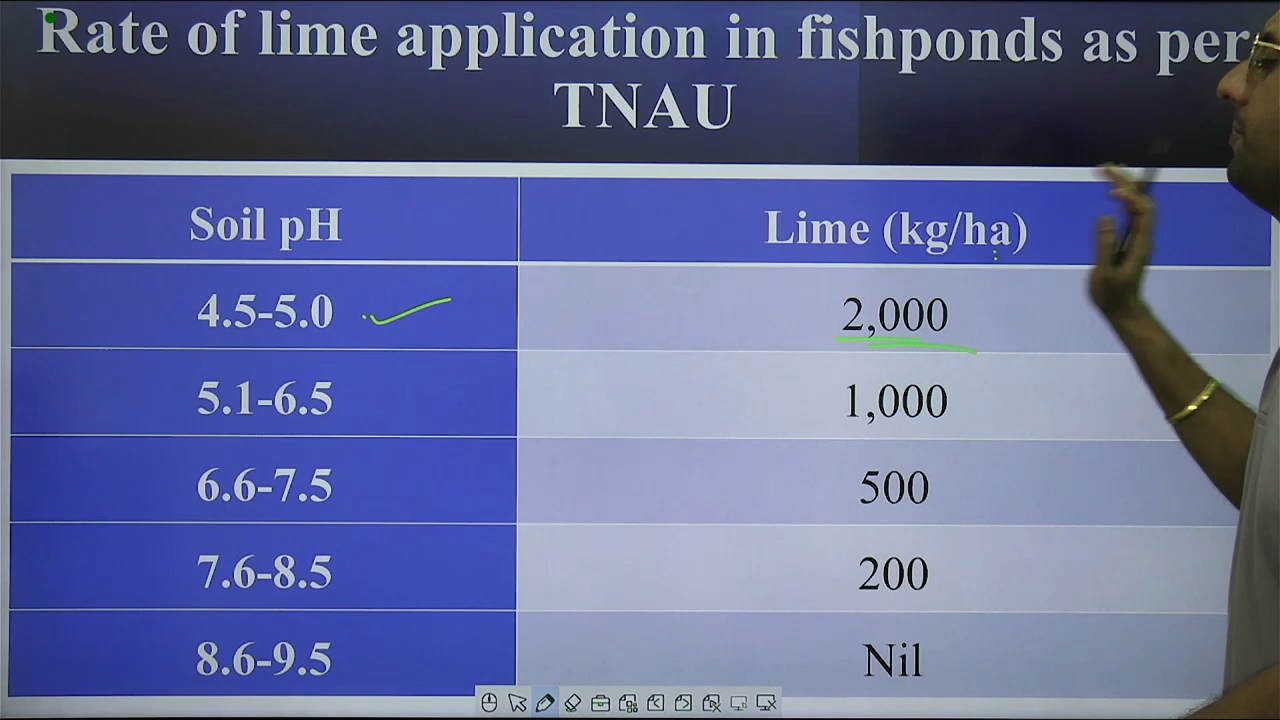 Rate of lime application in fishponds as per
TNAU
Soil pH
Lime (kg/ha)
4.5-5.0
2,000
5.1-6.5
1,000
6.6-7.5
500
7.6-8.5
200
8.6-9.5
Nil